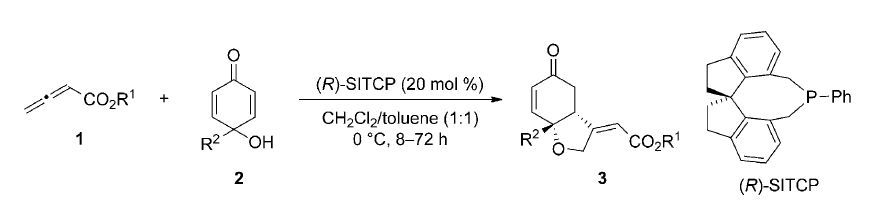 CO₂R¹
1
+
O
R²
OH
2
(R)-SITCP (20 mol %)
CH₂Cl₂/toluene (1:1)
0 °C, 8–72 h
O
R²
O
CO₂R¹
3
P
Ph
(R)-SITCP